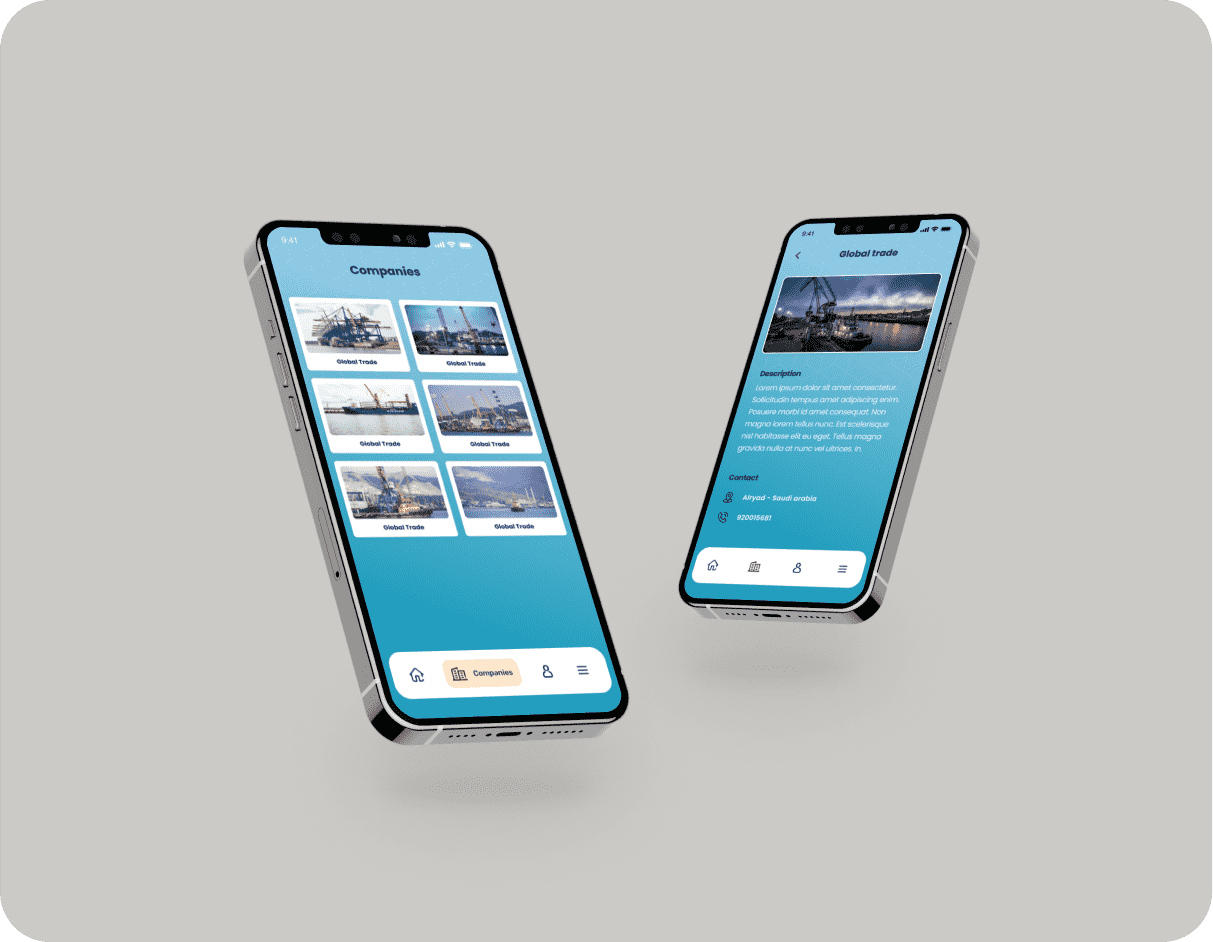 9:41
Companies
Global Trade
Global Trade
Global Trade
Global Trade
Global Trade
Global Trade
Companies
9:41
Global trade
Description
Lorem ipsum dolor sit amet consectetur.
Sollicitudin tempus amet adipiscing enim.
Posuere morbi id amet consequat. Non
magna lorem tellus nunc. Est scelerisque
nisl habitasse elit eu eget. Tellus magna
gravida nulla at nunc vel ultrices. In
Contact
Alryad - Saudi arabia
920015681